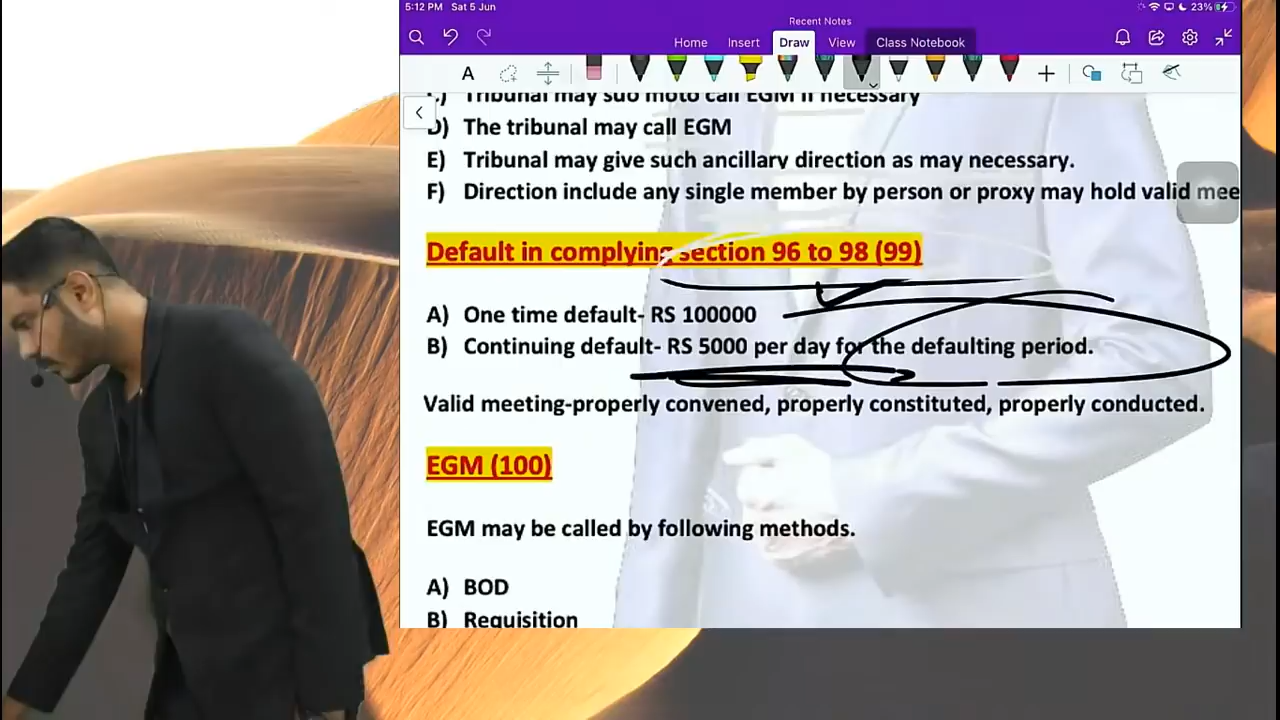 5:12 PM Sat 5 Jun
23%
Recent Notes
Home Insert Draw View Class Notebook
A
Tribunal may suo moto call EGM if necessary
D) The tribunal may call EGM
E) Tribunal may give such ancillary direction as may necessary.
F) Direction include any single member by person or proxy may hold valid mee
Default in complying section 96 to 98 (99)
A) One time default- RS 100000
B) Continuing default- RS 5000 per day for the defaulting period.
Valid meeting-properly convened, properly constituted, properly conducted.
EGM (100)
EGM may be called by following methods.
A) BOD
B) Requisition